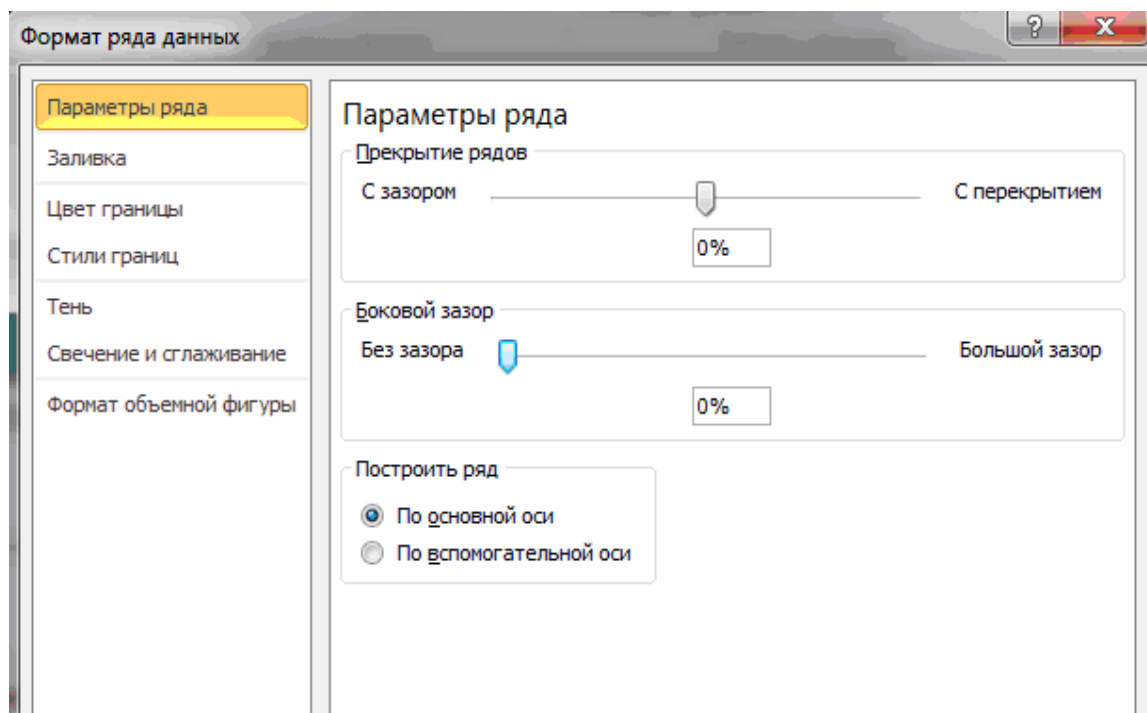 Формат ряда данных
?
X
Параметры ряда
Заливка
Цвет границы
Стили границ
Тень
Свечение и сглаживание
Формат объемной фигуры
Параметры ряда
Прекрытие рядов
С зазором
С перекрытием
0%
Боковой зазор
Без зазора
Большой зазор
0%
Построить ряд
По основной оси
По вспомогательной оси